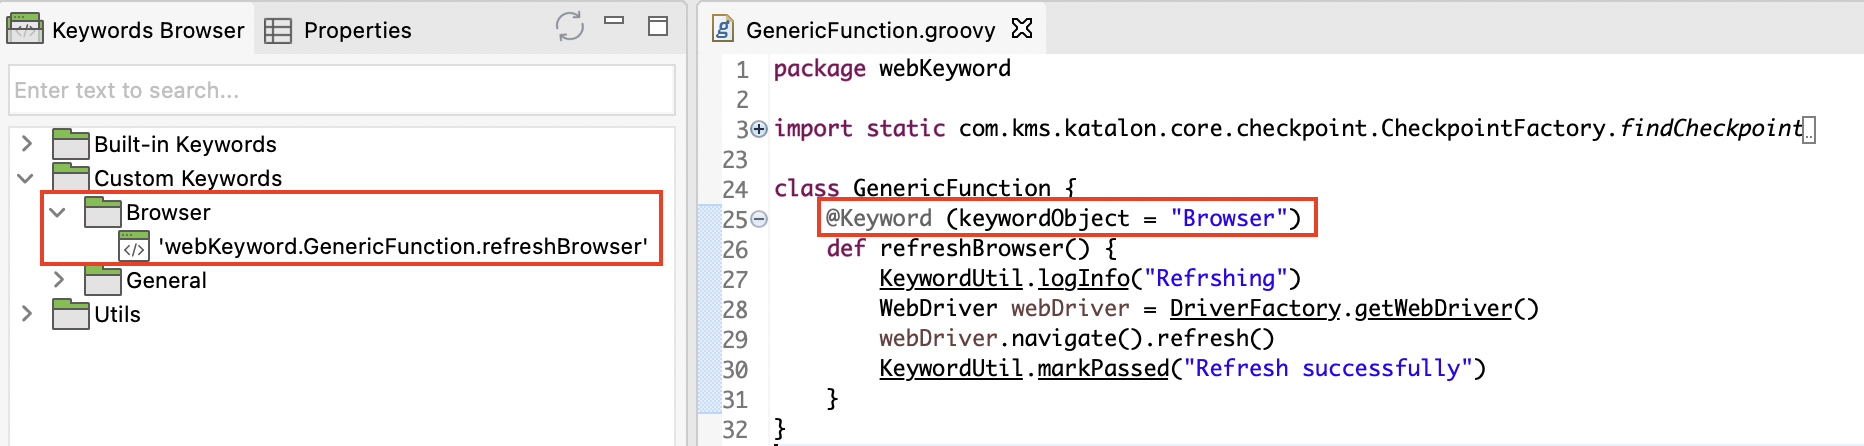 Keywords Browser
Properties
Enter text to search...
Built-in Keywords
Custom Keywords
Browser
'webKeyword.GenericFunction.refreshBrowser'
General
Utils
GenericFunction.groovy
1 package webKeyword
2
3 import static com.kms.katalon.core.checkpoint.CheckpointFactory.findCheckpoint..
23
24 class GenericFunction {
25 @Keyword (keywordObject = "Browser")
26 def refreshBrowser() {
27 KeywordUtil.logInfo("Refrshing")
28 WebDriver webDriver = DriverFactory.getWebDriver()
29 webDriver.navigate().refresh()
30 KeywordUtil.markPassed("Refresh successfully")
31 }
32 }